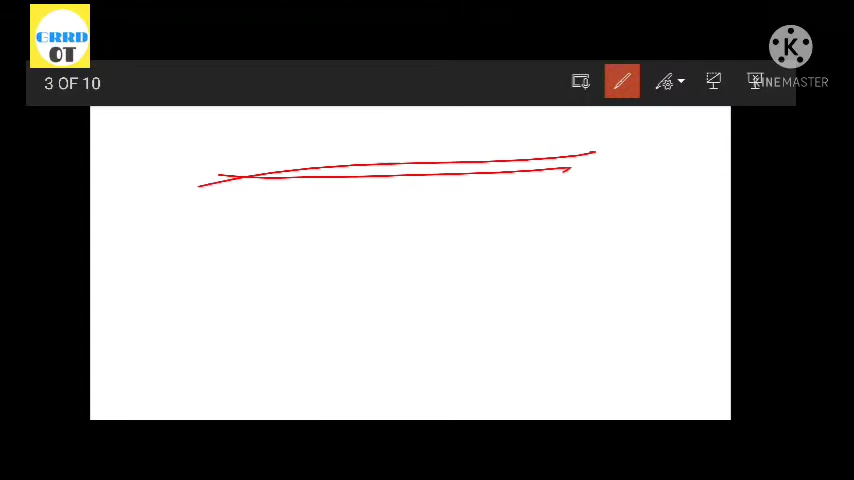 GRRD
OT
3 OF 10
K
KINEMASTER